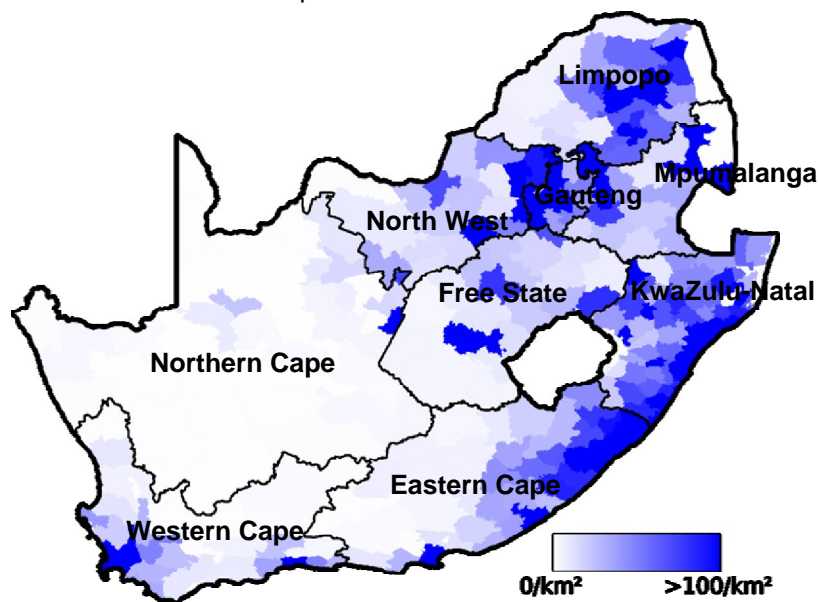 Limpopo
Mpumalanga
Gauteng
North West
Free State
KwaZulu-Natal
Northern Cape
Eastern Cape
Western Cape
0/km²
>100/km²